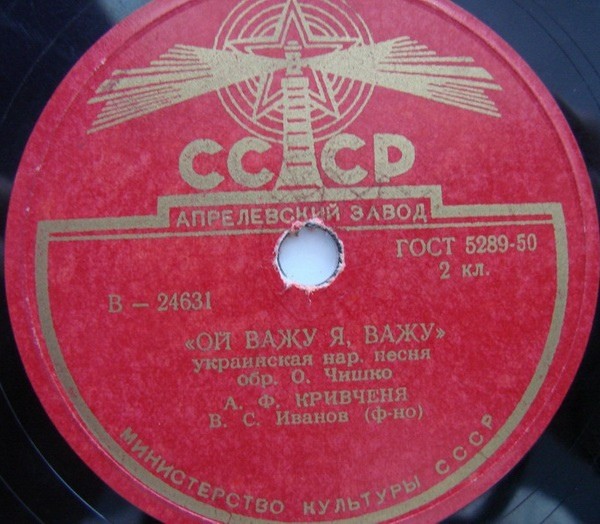 СССР
АПРЕЛЕВСКИЙ ЗАВОД
ГОСТ 5289-50
2 кл.
В – 24631
«ОЙ ВАЖУ Я, ВАЖУ»
украинская нар. песня
обр. О. Чишко
А. Ф. КРИВЧЕНЯ
В. С. Иванов (ф-но)
МИНИСТЕРСТВО КУЛЬТУРЫ СССР